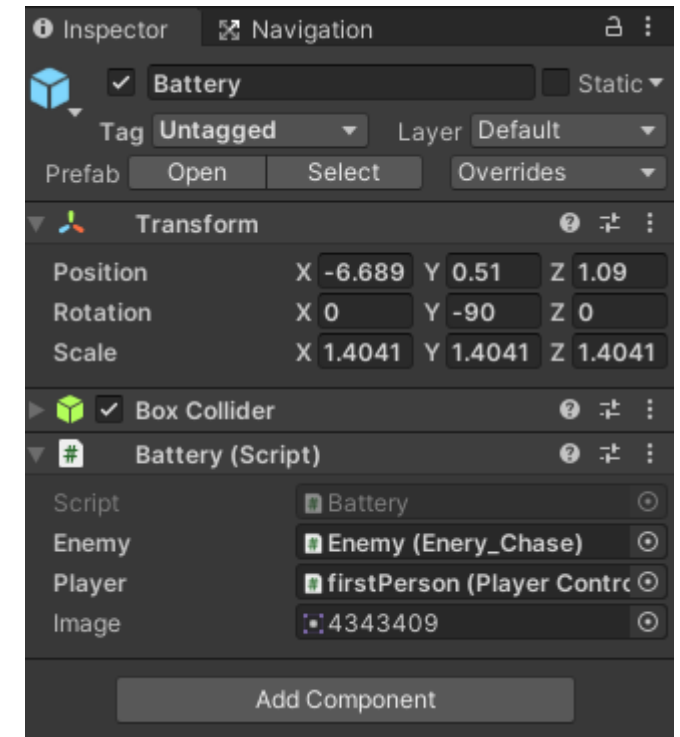 Inspector Navigation
Battery Static
Tag Untagged Layer Default
Prefab Open Select Overrides
Transform
Position X -6.689 Y 0.51 Z 1.09
Rotation X 0 Y -90 Z 0
Scale X 1.4041 Y 1.4041 Z 1.4041
Box Collider
# Battery (Script)
Script # Battery
Enemy # Enemy (Enery_Chase)
Player # firstPerson (Player Contrc
Image 4343409
Add Component